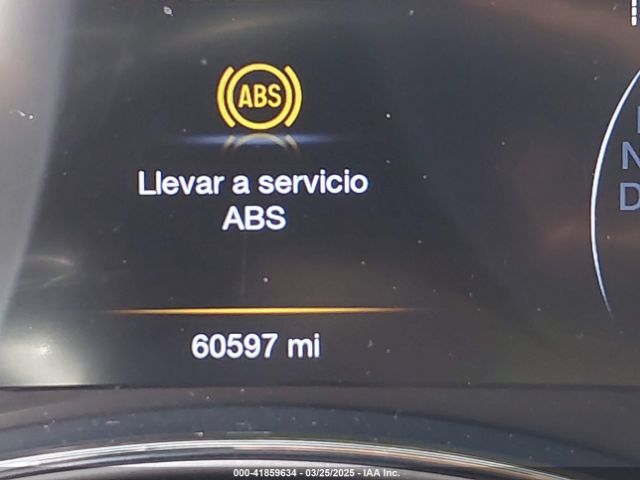 ABS
Llevar a servicio
ABS
N
D
60597 mi
000-41859634 - 03/25/2025 - IAA Inc.